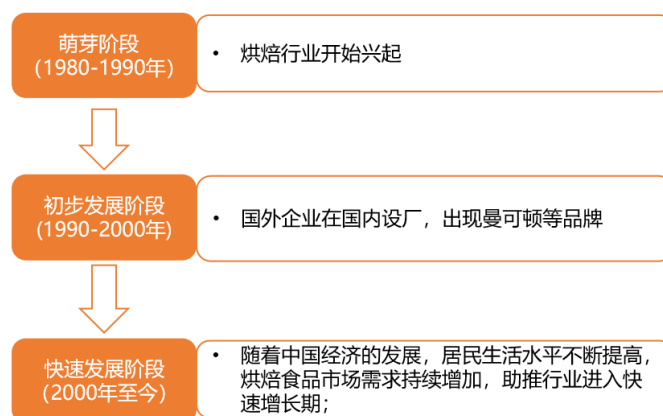 萌芽阶段
(1980-1990年)
• 烘焙行业开始兴起
初步发展阶段
(1990-2000年)
• 国外企业在国内设厂，出现曼可顿等品牌
快速发展阶段
(2000年至今)
• 随着中国经济的发展，居民生活水平不断提高，
烘焙食品市场需求持续增加，助推行业进入快
速增长期；